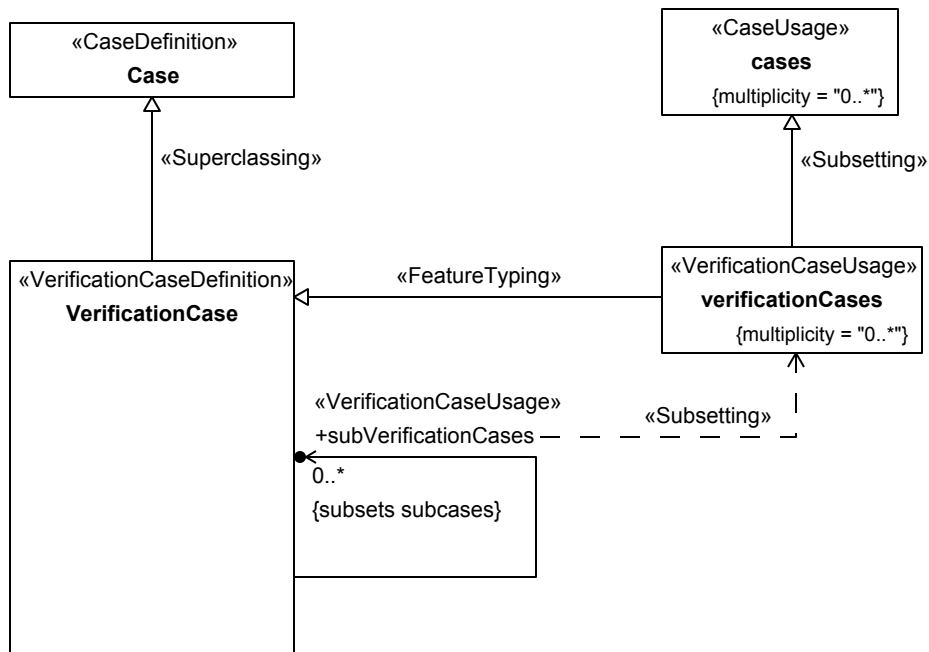 «CaseDefinition»
Case
«CaseUsage»
cases
{multiplicity = "0..*"}
«Superclassing»
«Subsetting»
«VerificationCaseDefinition»
VerificationCase
«FeatureTyping»
«VerificationCaseUsage»
verificationCases
{multiplicity = "0..*"}
«VerificationCaseUsage»
+subVerificationCases
«Subsetting»
0..*
{subsets subcases}